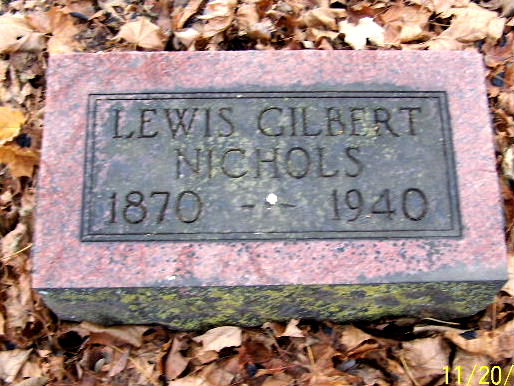 LEWIS GILBERT
NICHOLS
1870 -- 1940
11/20/